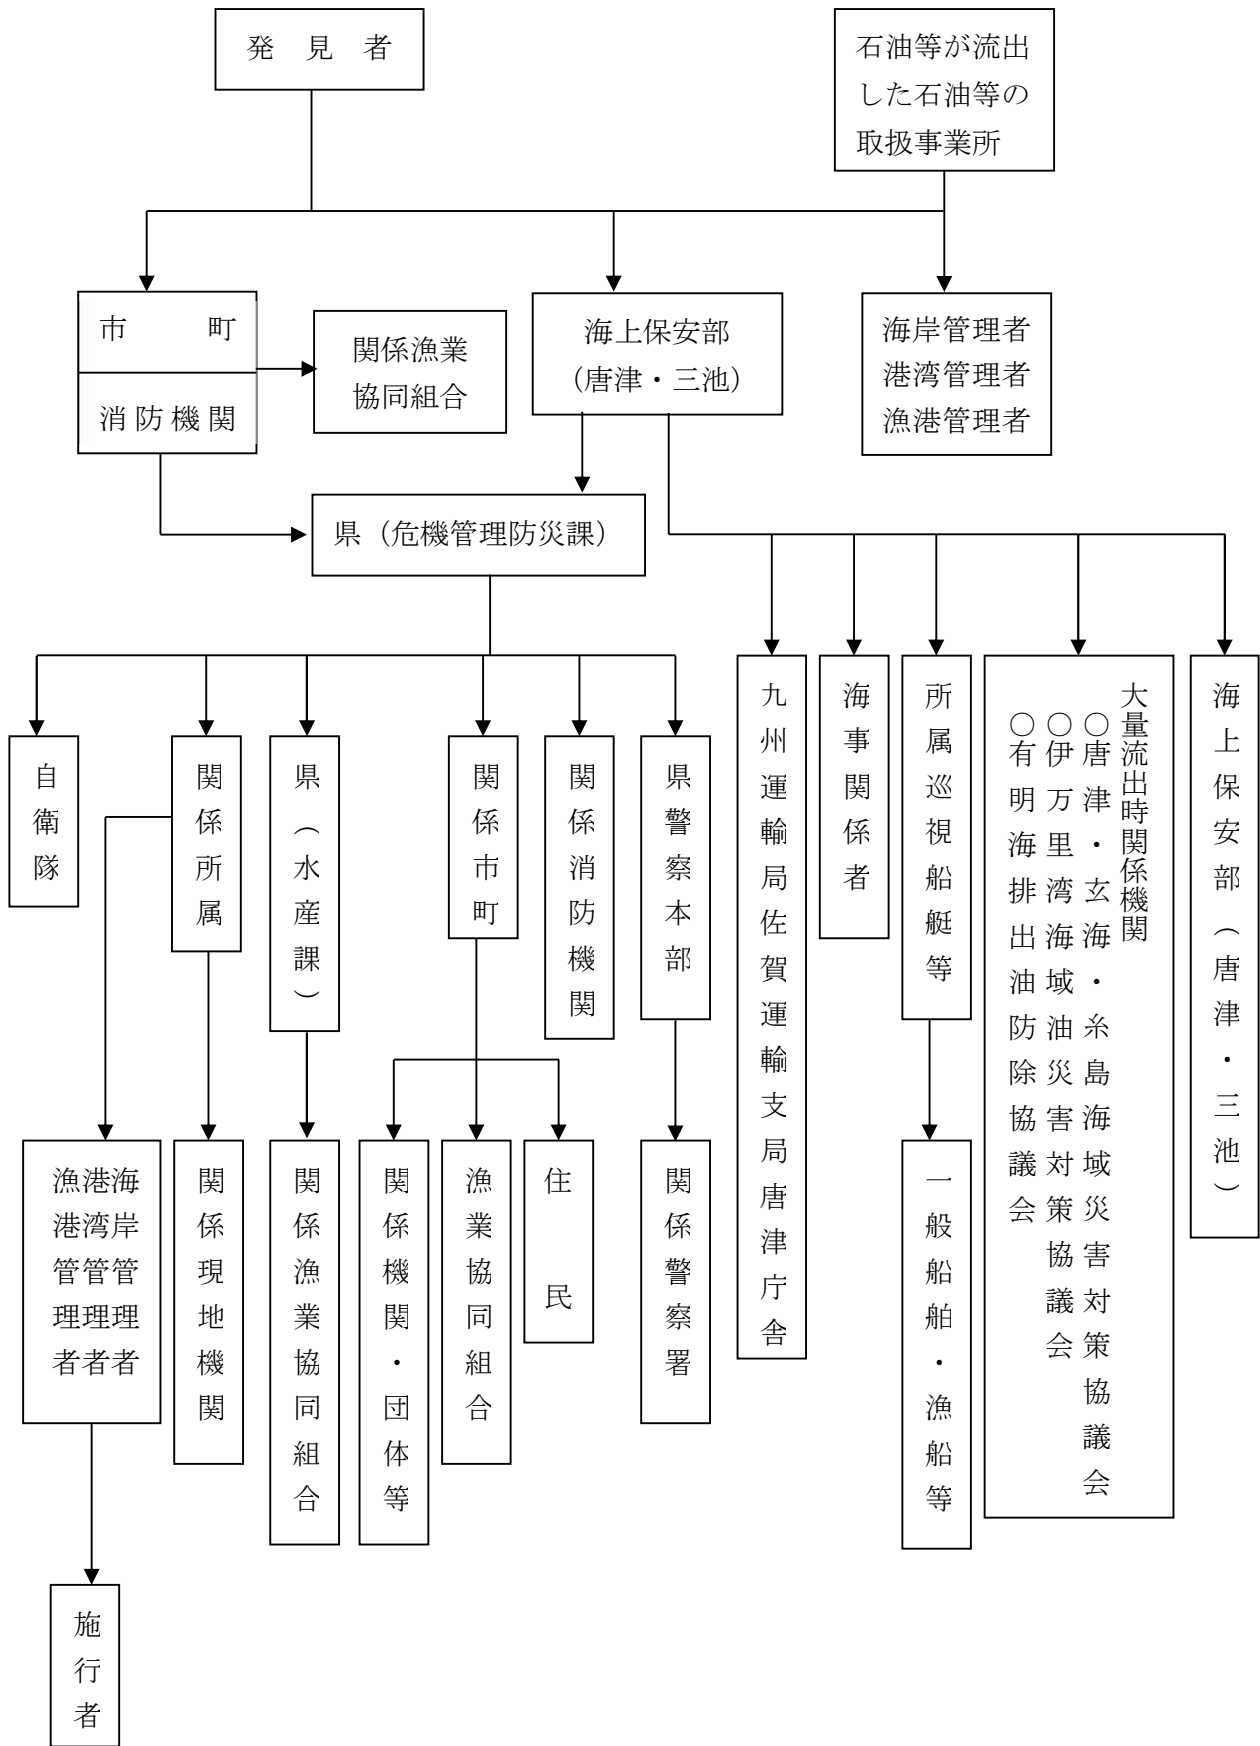 発見者
石油等が流出
した石油等の
取扱事業所
市町
消防機関
関係漁業
協同組合
海上保安部
（唐津・三池）
海岸管理者
港湾管理者
漁港管理者
県（危機管理防災課）
自衛隊
関係所属
県（水産課）
関係市町
関係消防機関
県警察本部
九州運輸局佐賀運輸支局唐津庁舎
海事関係者
所属巡視船艇等
大量流出時関係機関
○唐津・玄海・糸島海域災害対策協議会
○伊万里湾海域油災害対策協議会
○有明海排出油防除協議会
海上保安部（唐津・三池）
海岸管理者
港湾管理者
漁港管理者
関係現地機関
関係漁業協同組合
関係機関・団体等
漁業協同組合
住民
関係警察署
一般船舶・漁船等
施行者